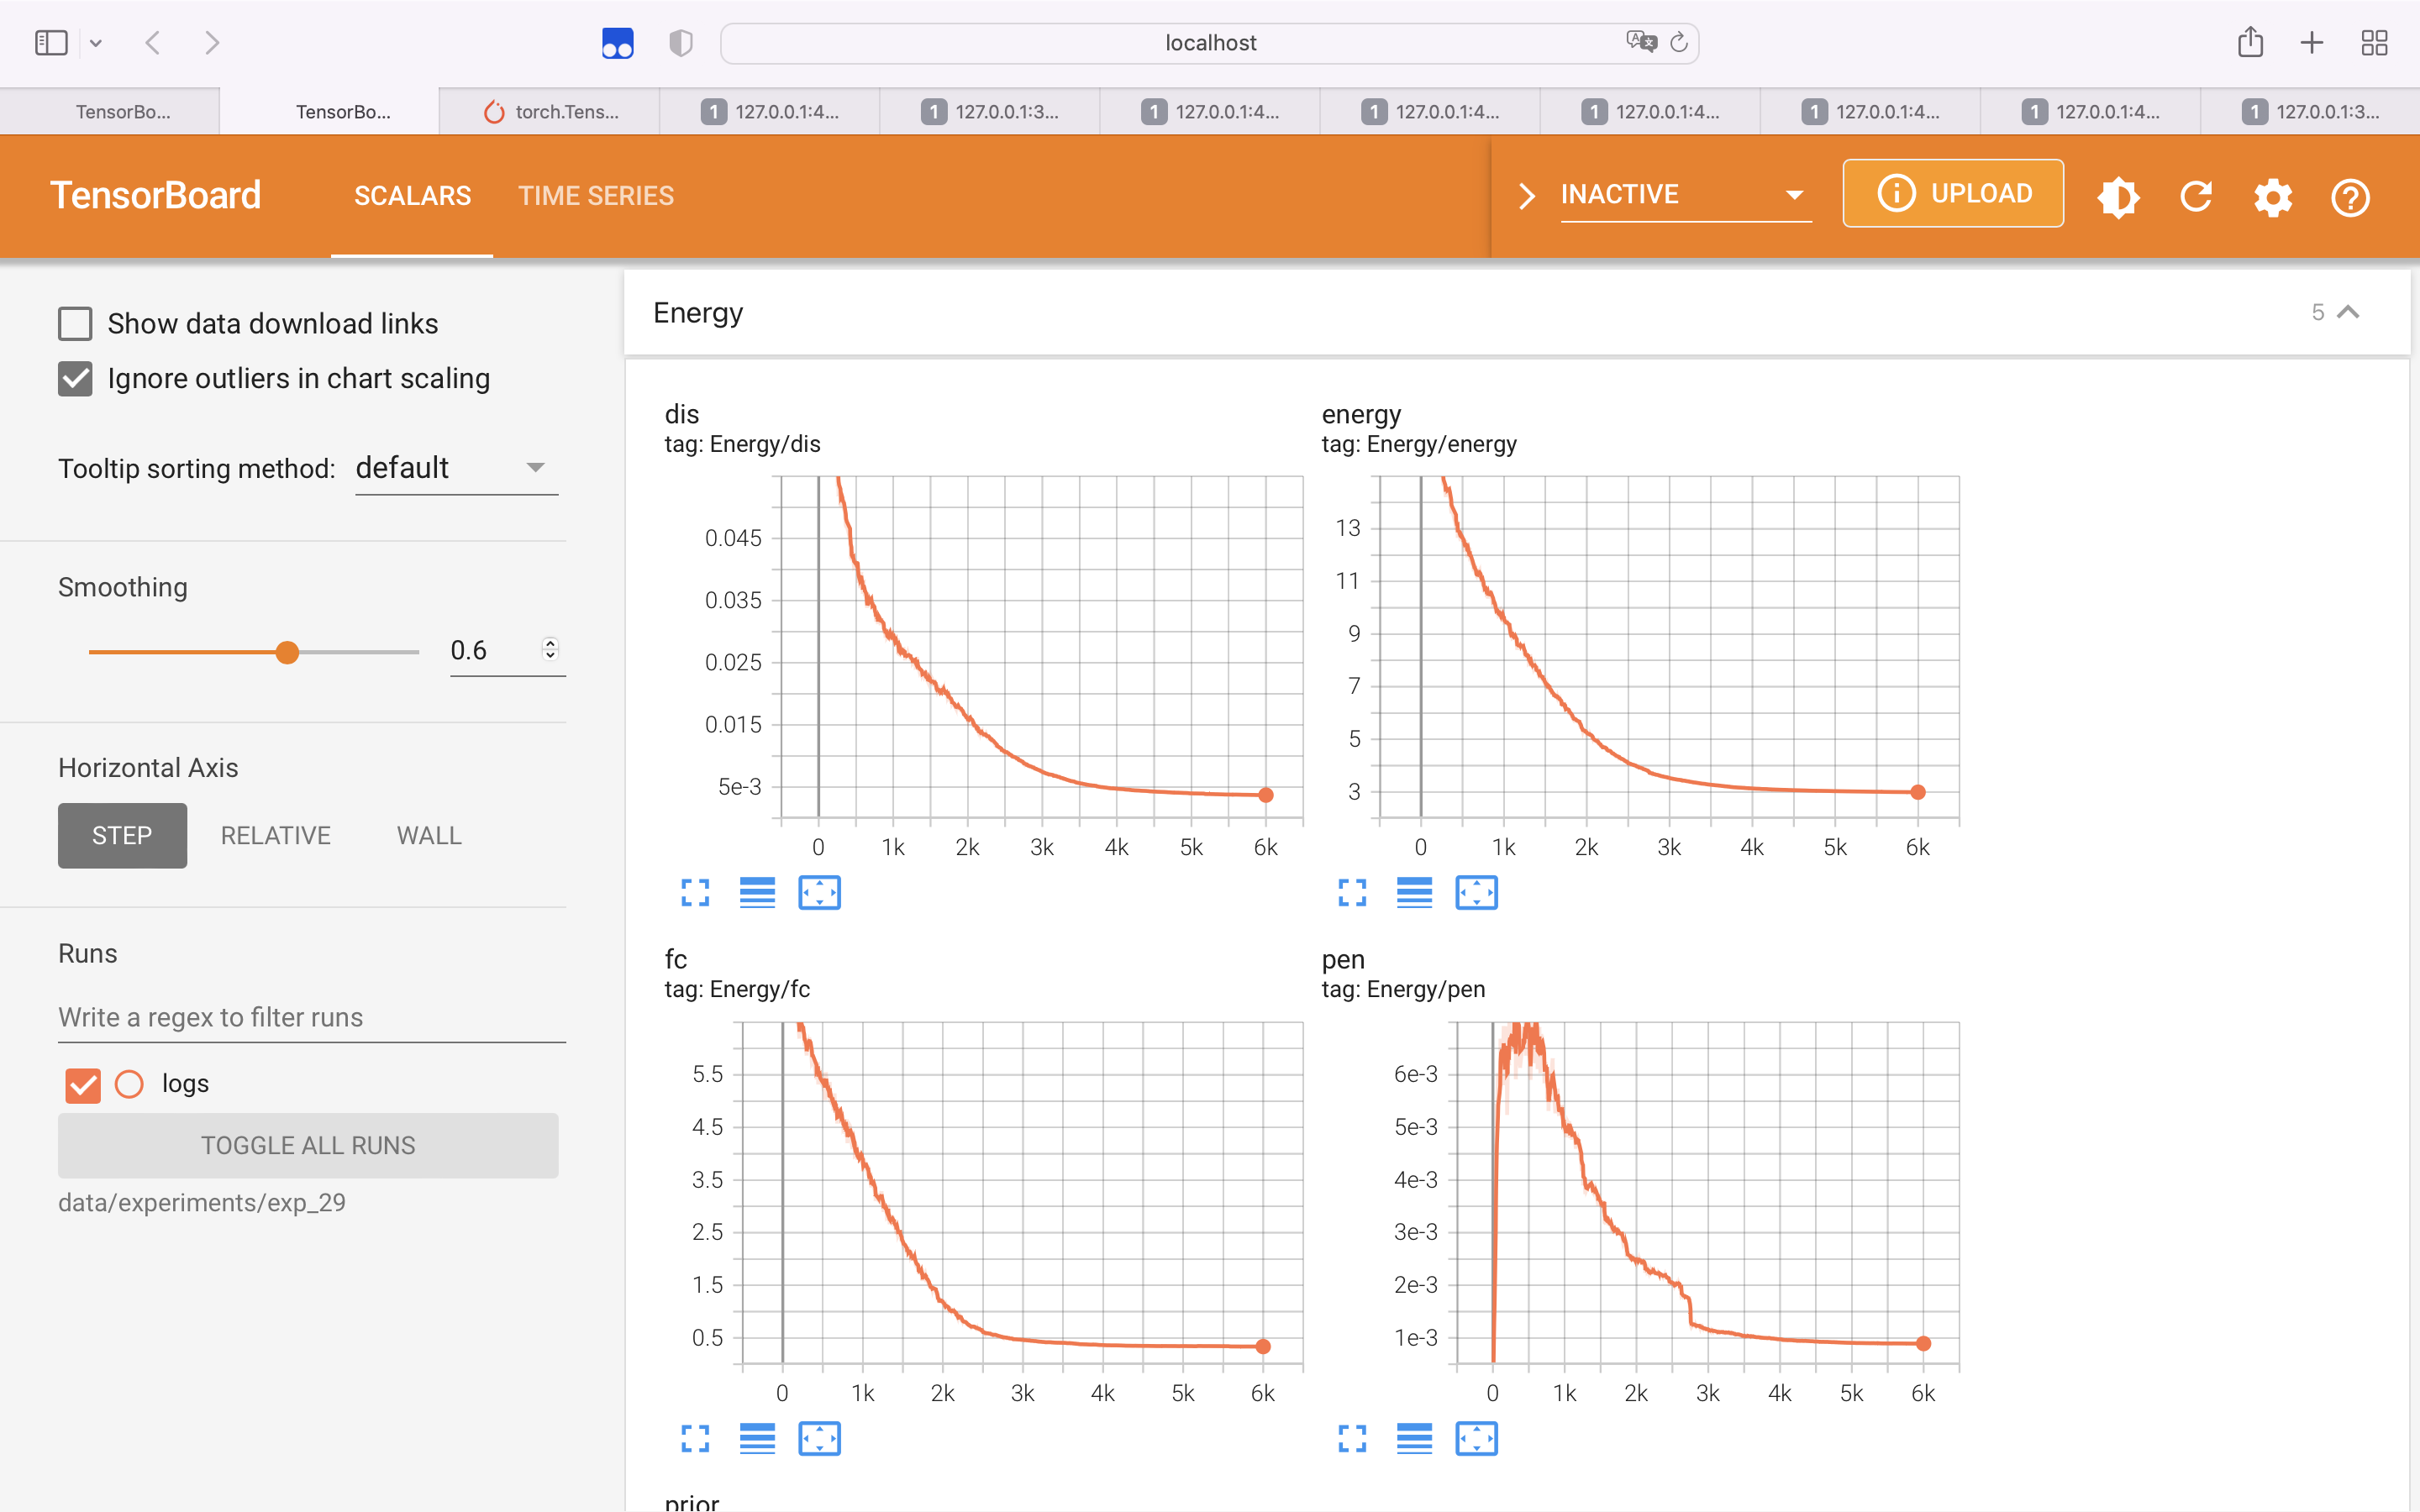 localhost
TensorBo...
TensorBo...
torch.Tens...
1 127.0.0.1:4...
1 127.0.0.1:3...
1 127.0.0.1:4...
1 127.0.0.1:4...
1 127.0.0.1:4...
1 127.0.0.1:4...
1 127.0.0.1:4...
1 127.0.0.1:3...
TensorBoard
SCALARS
TIME SERIES
INACTIVE
UPLOAD
Show data download links
Ignore outliers in chart scaling
Tooltip sorting method: default
Smoothing
0.6
Horizontal Axis
STEP
RELATIVE
WALL
Runs
Write a regex to filter runs
logs
TOGGLE ALL RUNS
data/experiments/exp_29
Energy
5
dis
tag: Energy/dis
0.045
0.035
0.025
0.015
5e-3
0 1k 2k 3k 4k 5k 6k
energy
tag: Energy/energy
13
11
9
7
5
3
0 1k 2k 3k 4k 5k 6k
fc
tag: Energy/fc
5.5
4.5
3.5
2.5
1.5
0.5
0 1k 2k 3k 4k 5k 6k
pen
tag: Energy/pen
6e-3
5e-3
4e-3
3e-3
2e-3
1e-3
0 1k 2k 3k 4k 5k 6k
prior